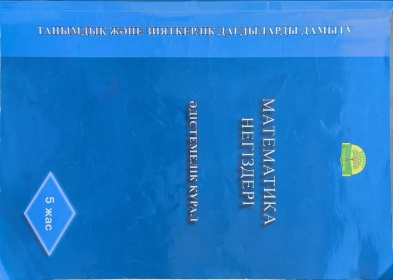 ТАНЫМДЫҚ ЖӘНЕ ЗИЯТКЕРЛІК ДАҒДЫЛАРДЫ ДАМЫТУ
МАТЕМАТИКА
НЕГІЗДЕРІ
ӘДІСТЕМЕЛІК ҚҰРАЛ
5 жас